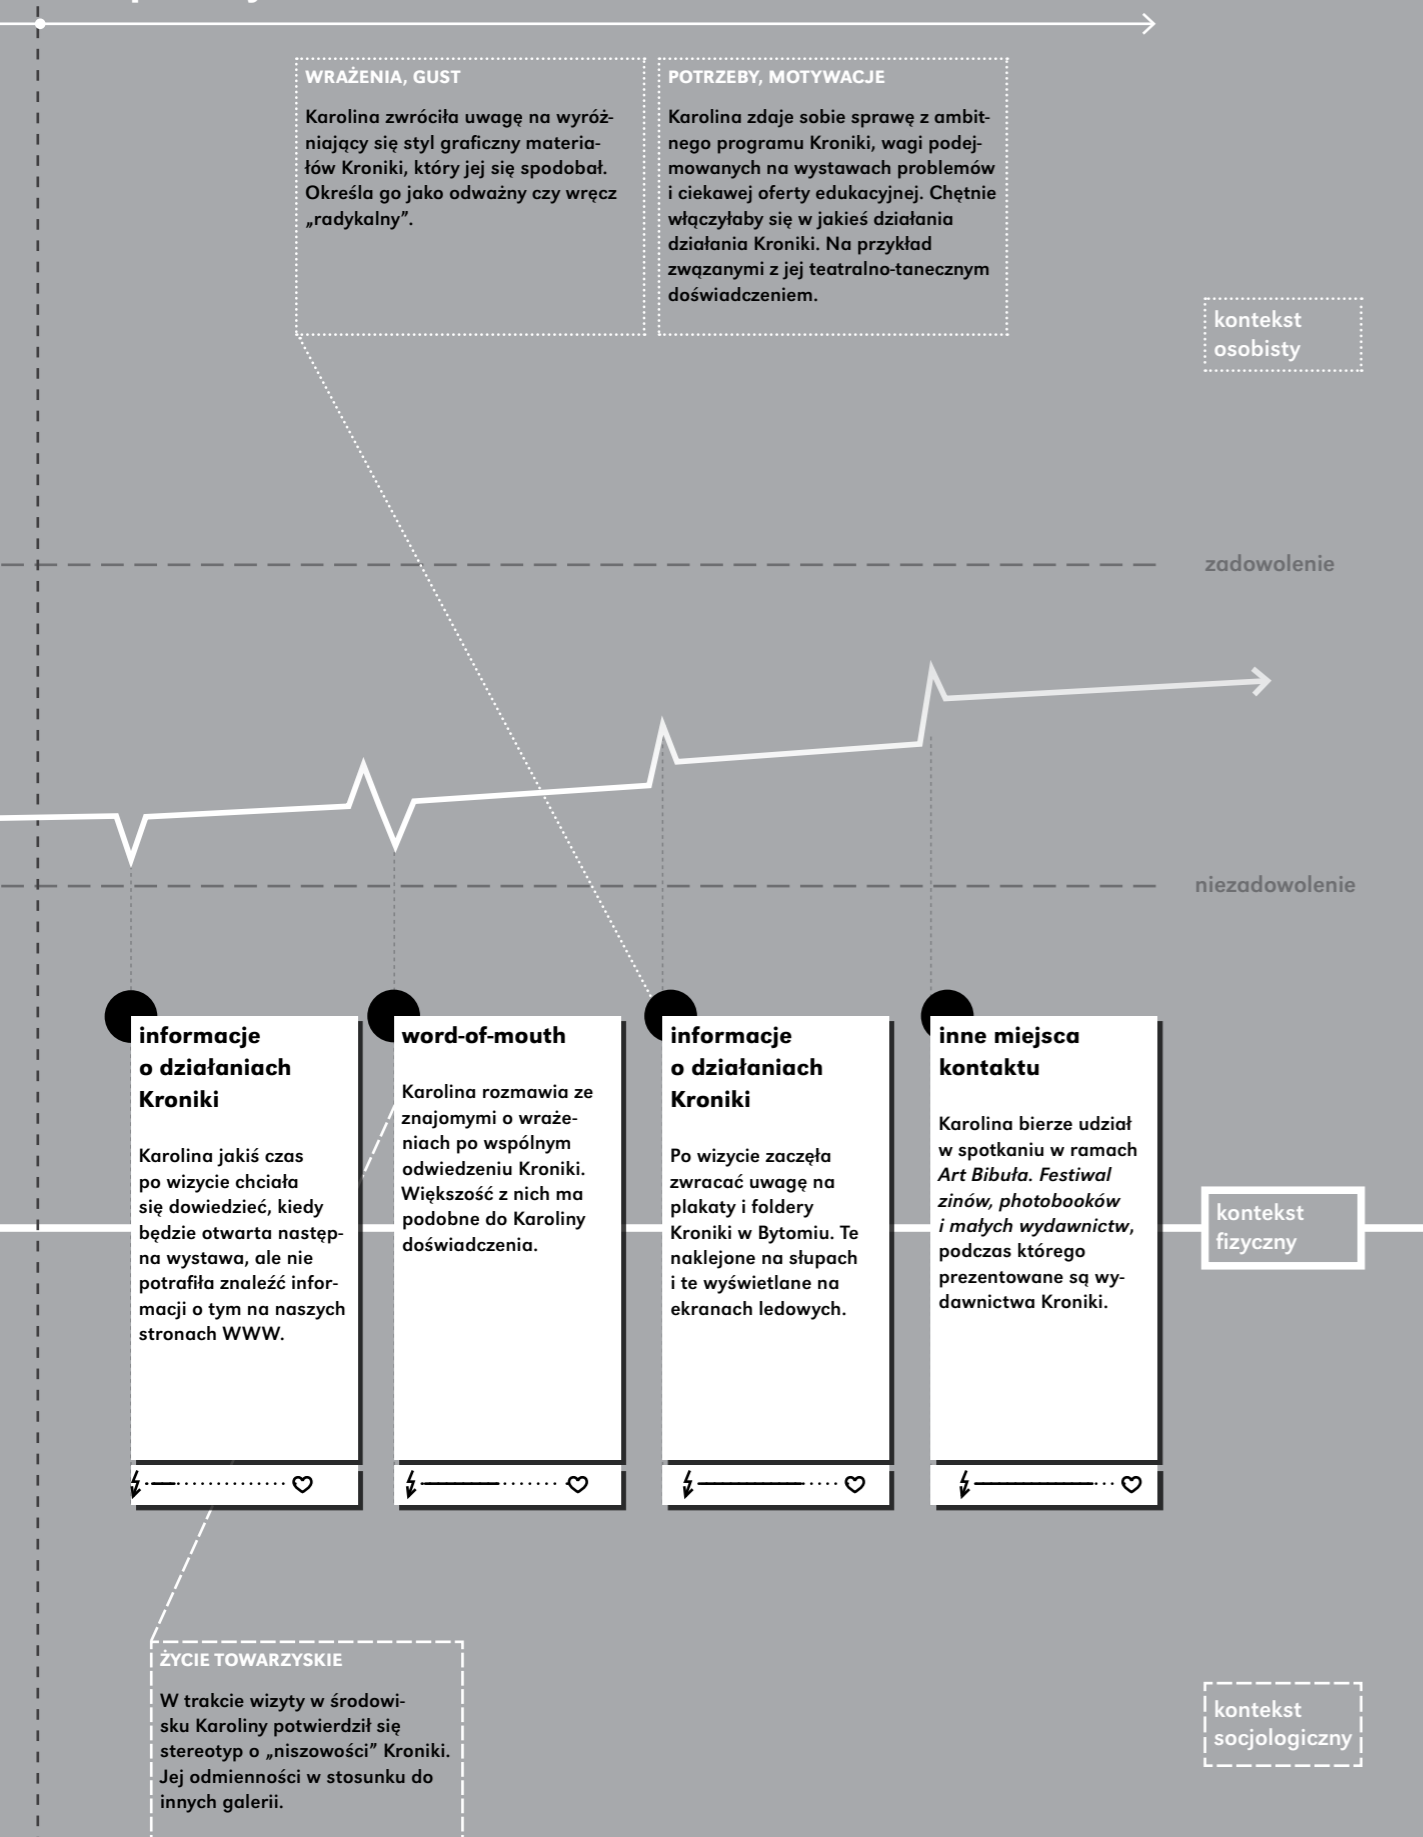 WRAŻENIA, GUST
Karolina zwróciła uwagę na wyróż-
niający się styl graficzny materia-
łów Kroniki, który jej się spodobał.
Określa go jako odważny czy wręcz
„radykalny”.
POTRZEBY, MOTYWACJE
Karolina zdaje sobie sprawę z ambit-
nego programu Kroniki, wagi podej-
mowanych na wystawach problemów
i ciekawej oferty edukacyjnej. Chętnie
włączyłaby się w jakieś działania
działania Kroniki. Na przykład
zwązanymi z jej teatralno-tanecznym
doświadczeniem.
kontekst
osobisty
zadowolenie
niezadowolenie
informacje
o działaniach
Kroniki
Karolina jakiś czas
po wizycie chciała
się dowiedzieć, kiedy
będzie otwarta następ-
na wystawa, ale nie
potrafiła znaleźć infor-
macji o tym na naszych
stronach WWW.
word-of-mouth
Karolina rozmawia ze
znajomymi o wraże-
niach po wspólnym
odwiedzeniu Kroniki.
Większość z nich ma
podobne do Karoliny
doświadczenia.
informacje
o działaniach
Kroniki
Po wizycie zaczęła
zwracać uwagę na
plakaty i foldery
Kroniki w Bytomiu. Te
naklejone na słupach
i te wyświetlane na
ekranach ledowych.
inne miejsca
kontaktu
Karolina bierze udział
w spotkaniu w ramach
Art Bibuła. Festiwal
zinów, photobooków
i małych wydawnictw,
podczas którego
prezentowane są wy-
dawnictwa Kroniki.
kontekst
fizyczny
ŻYCIE TOWARZYSKIE
W trakcie wizyty w środowi-
sku Karoliny potwierdził się
stereotyp o „niszowości” Kroniki.
Jej odmienności w stosunku do
innych galerii.
kontekst
socjologiczny